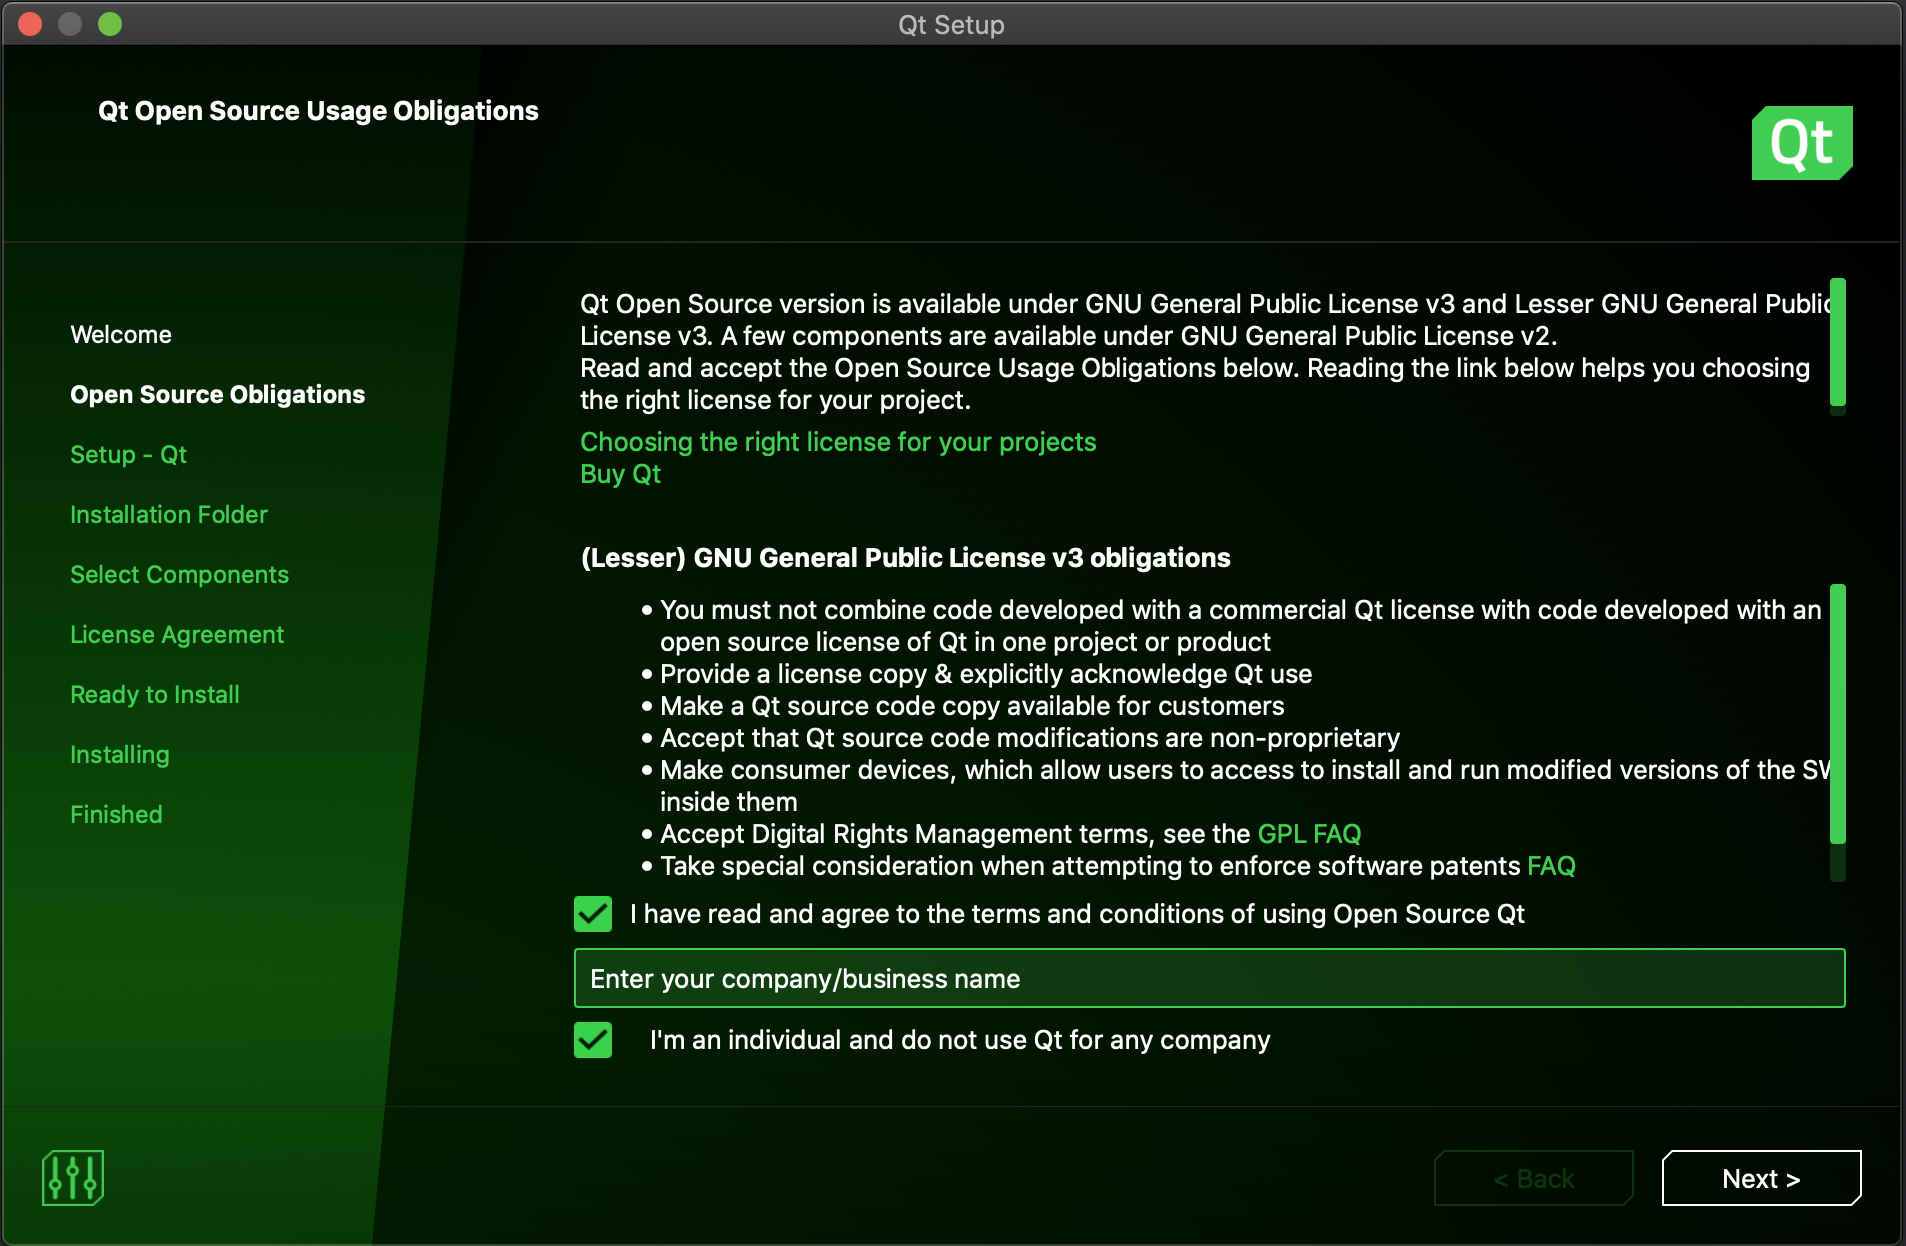 Qt Setup
Qt Open Source Usage Obligations
Qt
Welcome
Open Source Obligations
Setup - Qt
Installation Folder
Select Components
License Agreement
Ready to Install
Installing
Finished
Qt Open Source version is available under GNU General Public License v3 and Lesser GNU General Public
License v3. A few components are available under GNU General Public License v2.
Read and accept the Open Source Usage Obligations below. Reading the link below helps you choosing
the right license for your project.
Choosing the right license for your projects
Buy Qt
(Lesser) GNU General Public License v3 obligations
• You must not combine code developed with a commercial Qt license with code developed with an
open source license of Qt in one project or product
• Provide a license copy & explicitly acknowledge Qt use
• Make a Qt source code copy available for customers
• Accept that Qt source code modifications are non-proprietary
• Make consumer devices, which allow users to access to install and run modified versions of the SW
inside them
• Accept Digital Rights Management terms, see the GPL FAQ
• Take special consideration when attempting to enforce software patents FAQ
I have read and agree to the terms and conditions of using Open Source Qt
Enter your company/business name
I'm an individual and do not use Qt for any company
< Back
Next >